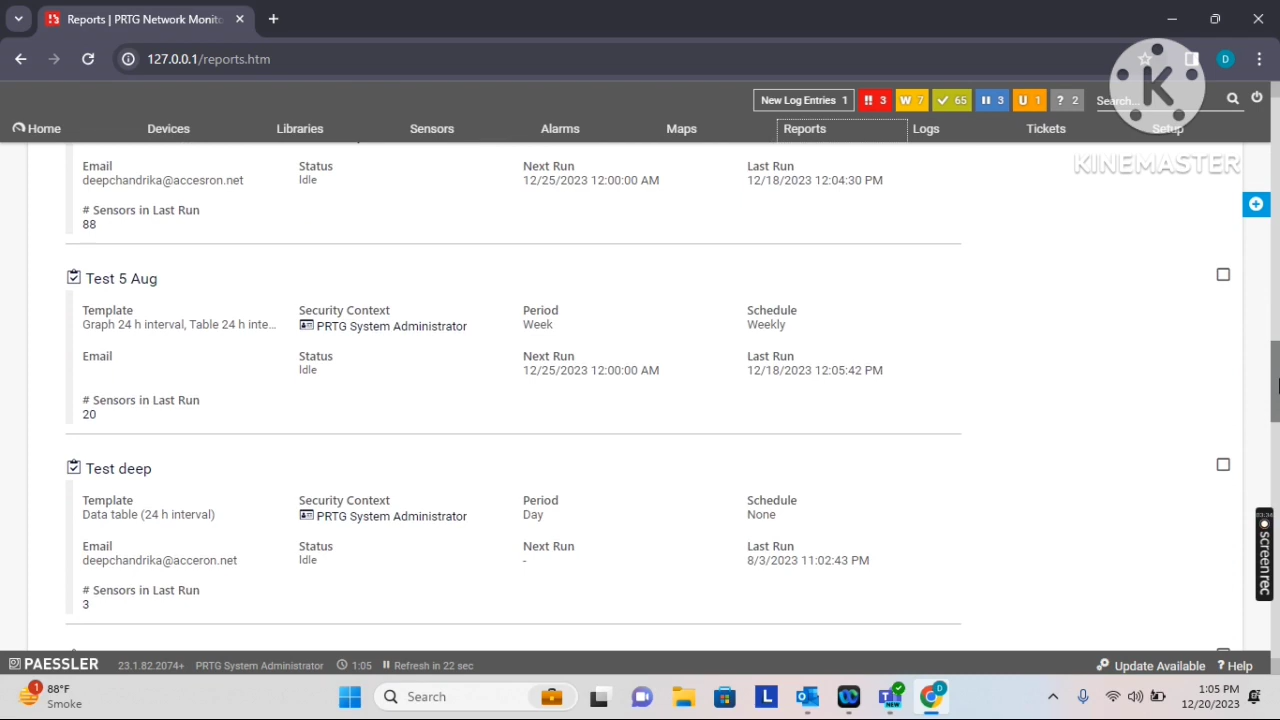 Reports | PRTG Network Monito
127.0.0.1/reports.htm
D
K
New Log Entries 1 !! 3 W 7 65 3 U 1 ? 2 Search...
Home Devices Libraries Sensors Alarms Maps Reports Logs Tickets Setup
KINEMASTER
Email Status Next Run Last Run
deepchandrika@accesron.net Idle 12/25/2023 12:00:00 AM 12/18/2023 12:04:30 PM
# Sensors in Last Run
88
Test 5 Aug
Template Security Context Period Schedule
Graph 24 h interval, Table 24 h inte... PRTG System Administrator Week Weekly
Email Status Next Run Last Run
Idle 12/25/2023 12:00:00 AM 12/18/2023 12:05:42 PM
# Sensors in Last Run
20
Test deep
Template Security Context Period Schedule
Data table (24 h interval) PRTG System Administrator Day None
Email Status Next Run Last Run
deepchandrika@acceron.net Idle - 8/3/2023 11:02:43 PM
# Sensors in Last Run
3
screen rec
PAESSLER 23.1.82.2074+ PRTG System Administrator 1:05 Refresh in 22 sec Update Available ? Help
1 88°F Search L NEW D 1:05 PM
Smoke 12/20/2023